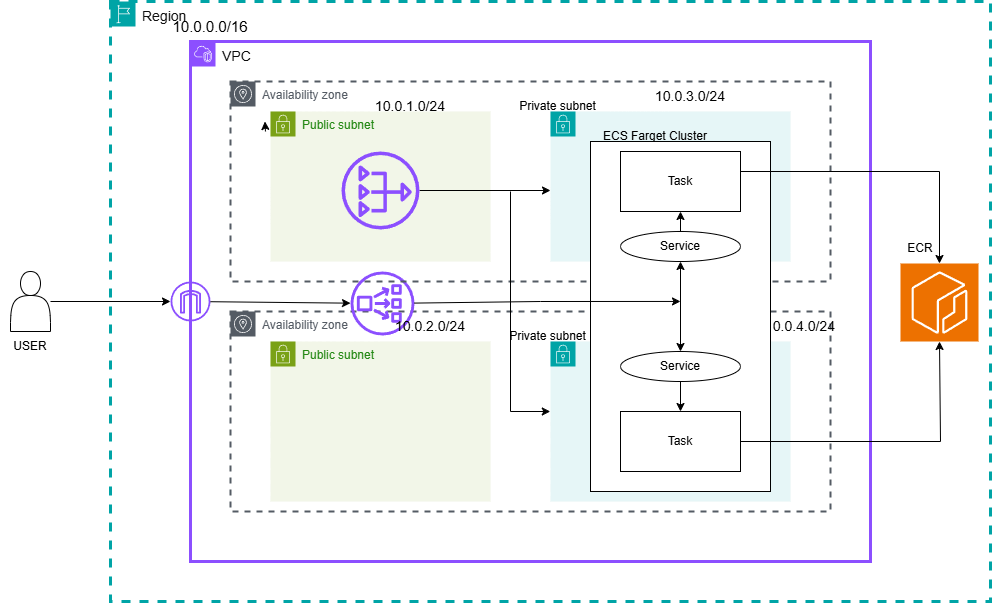 Region
10.0.0.0/16
VPC
Availability zone
10.0.1.0/24
Public subnet
Private subnet
10.0.3.0/24
ECS Farget Cluster
Task
Service
ECR
USER
Availability zone
10.0.2.0/24
Public subnet
Private subnet
0.0.4.0/24
Service
Task